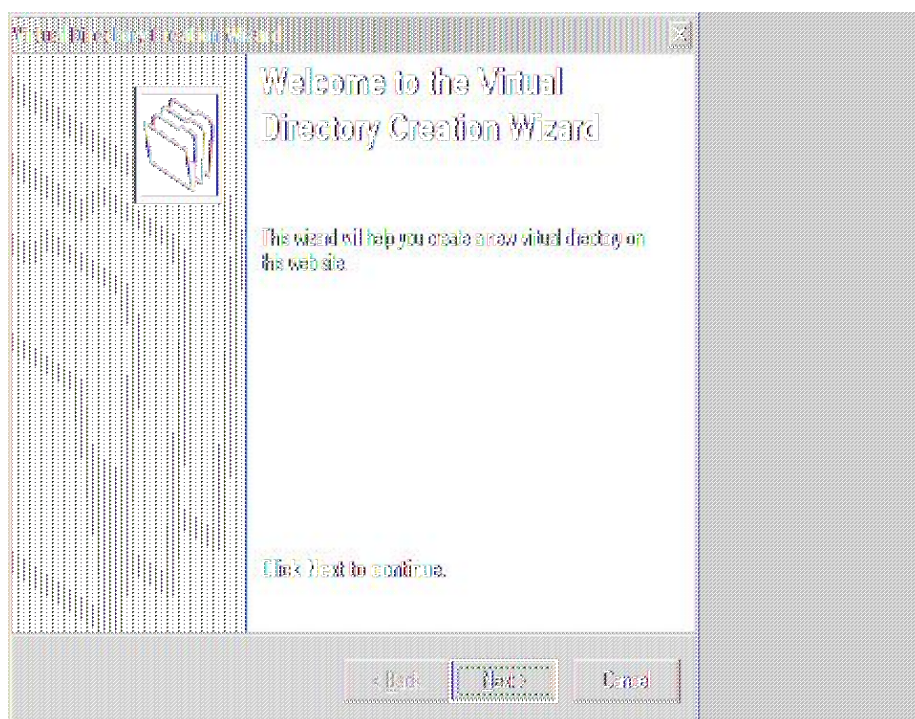 Virtual Directory Creation Wizard
Welcome to the Virtual
Directory Creation Wizard
This wizard will help you create a new virtual directory on
this web site.
Click Next to continue.
< Back
Next >
Cancel